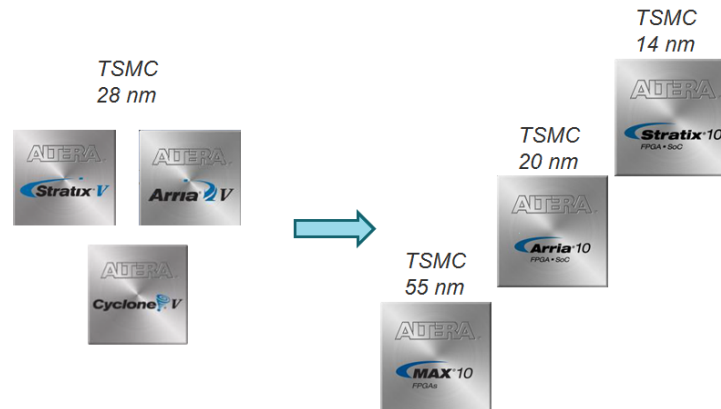 TSMC
28 nm
ALTERA
Stratix V
ALTERA
Arria V
ALTERA
Cyclone V
TSMC
55 nm
ALTERA
MAX 10
FPGAs
TSMC
20 nm
ALTERA
Arria 10
FPGA • SoC
TSMC
14 nm
ALTERA
Stratix 10
FPGA • SoC